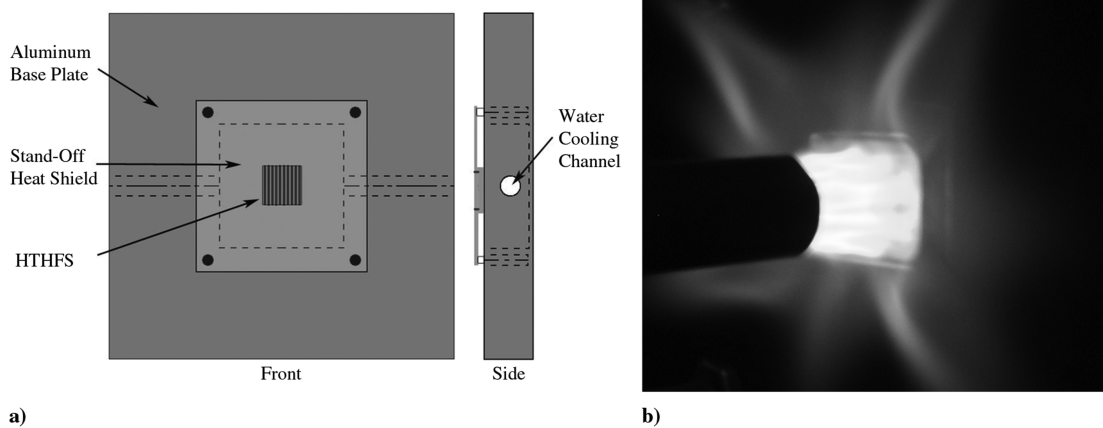 Aluminum
Base Plate
Stand-Off
Heat Shield
HTHFS
Water
Cooling
Channel
Front
Side
a)
b)